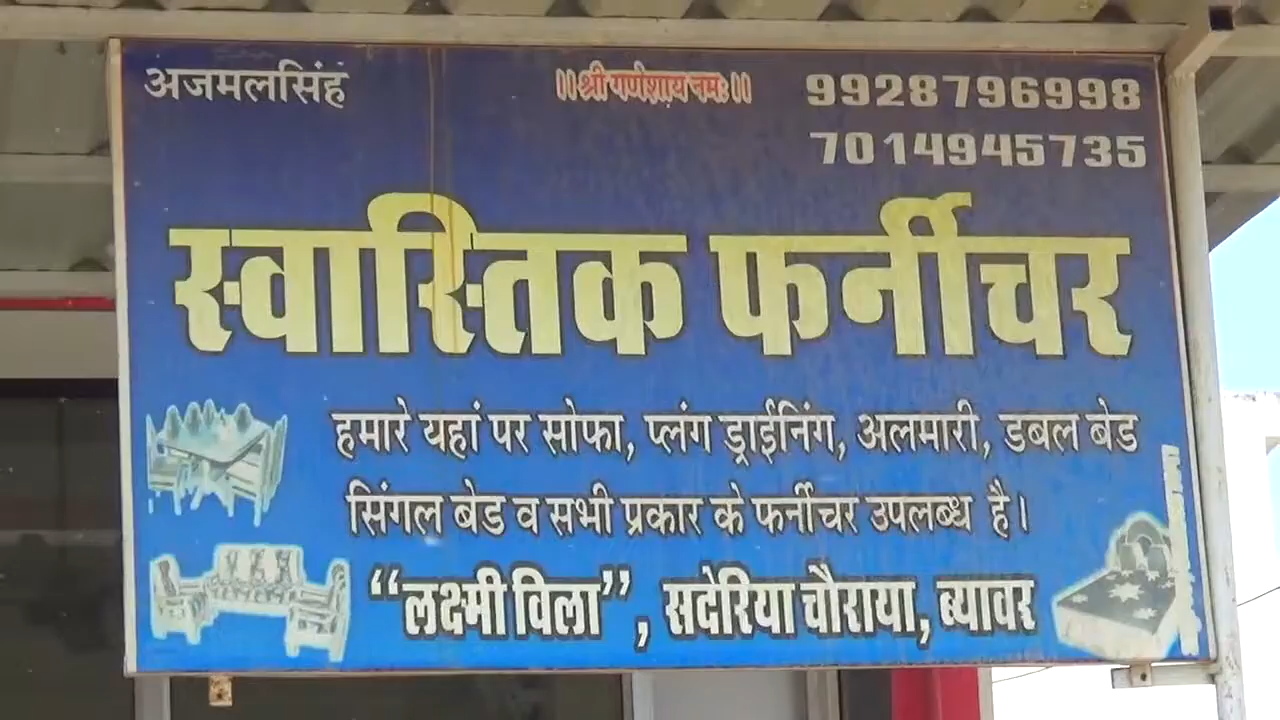 अजमलसिंह
॥श्री गणेशाय नमः॥
9928796998
7014945735
स्वास्तिक फर्नीचर
हमारे यहां पर सोफा, प्लंग ड्राईनिंग, अलमारी, डबल बेड
सिंगल बेड व सभी प्रकार के फर्नीचर उपलब्ध है।
“लक्ष्मी विला”, सदेरिया चौराया, ब्यावर